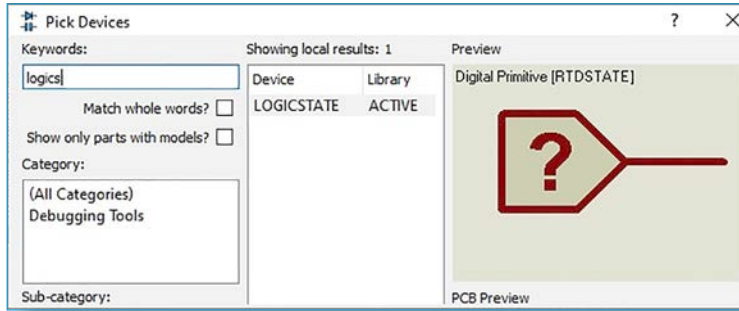 Pick Devices
?
Keywords:
logics
Match whole words?
Show only parts with models?
Category:
(All Categories)
Debugging Tools
Sub-category:
Showing local results: 1
Device Library
LOGICSTATE ACTIVE
Preview
Digital Primitive [RTDSTATE]
?
PCB Preview